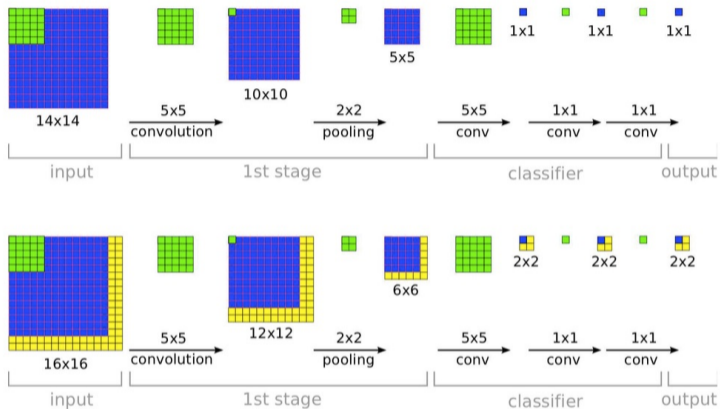 1x1 1x1 1x1
5x5
10x10
14x14
5x5 2x2 5x5 1x1 1x1
convolution pooling conv conv conv
input 1st stage classifier output
2x2 2x2 2x2
6x6
12x12
16x16
5x5 2x2 5x5 1x1 1x1
convolution pooling conv conv conv
input 1st stage classifier output